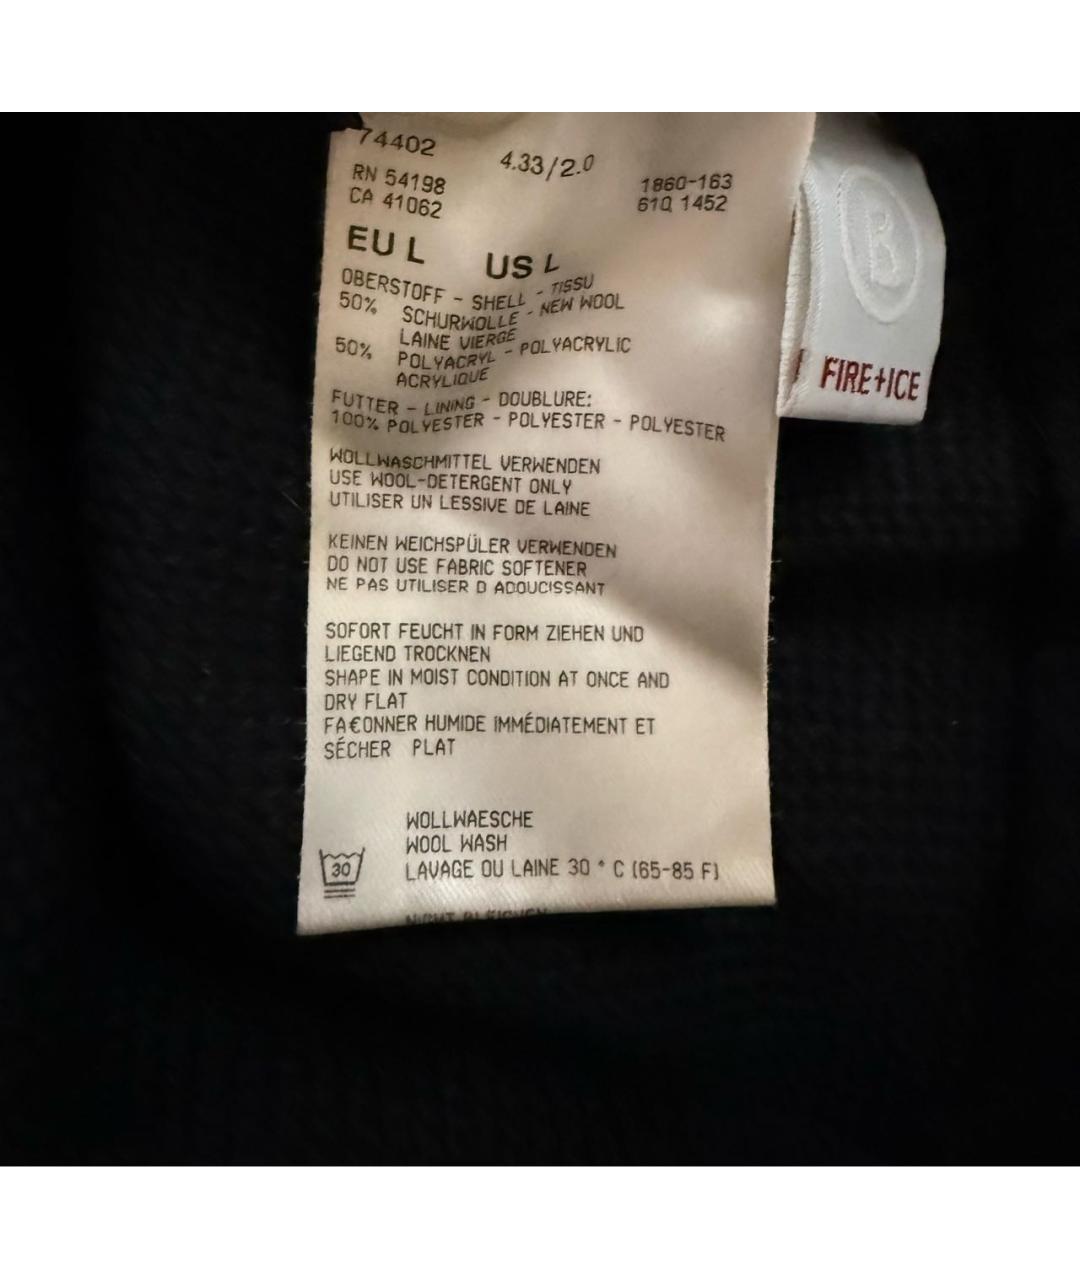 74402
4.33/2.0
RN 54198
1860-163
CA 41062
610 1452
EU L US L
OBERSTOFF - SHELL - TISSU
50% SCHURWOLLE - NEW WOOL
LAINE VIERGE
50% POLYACRYL - POLYACRYLIC
ACRYLIQUE
FUTTER - LINING - DOUBLURE:
100% POLYESTER - POLYESTER - POLYESTER
WOLLWASCHMITTEL VERWENDEN
USE WOOL-DETERGENT ONLY
UTILISER UN LESSIVE DE LAINE
KEINEN WEICHSPÜLER VERWENDEN
DO NOT USE FABRIC SOFTENER
NE PAS UTILISER D ADOUCISSANT
SOFORT FEUCHT IN FORM ZIEHEN UND
LIEGEND TROCKNEN
SHAPE IN MOIST CONDITION AT ONCE AND
DRY FLAT
FA€ONNER HUMIDE IMMÉDIATEMENT ET
SÉCHER PLAT
WOLLWAESCHE
WOOL WASH
30 LAVAGE OU LAINE 30 ° C (65-85 F)
NICHT BLEICHEN
B
FIRE+ICE